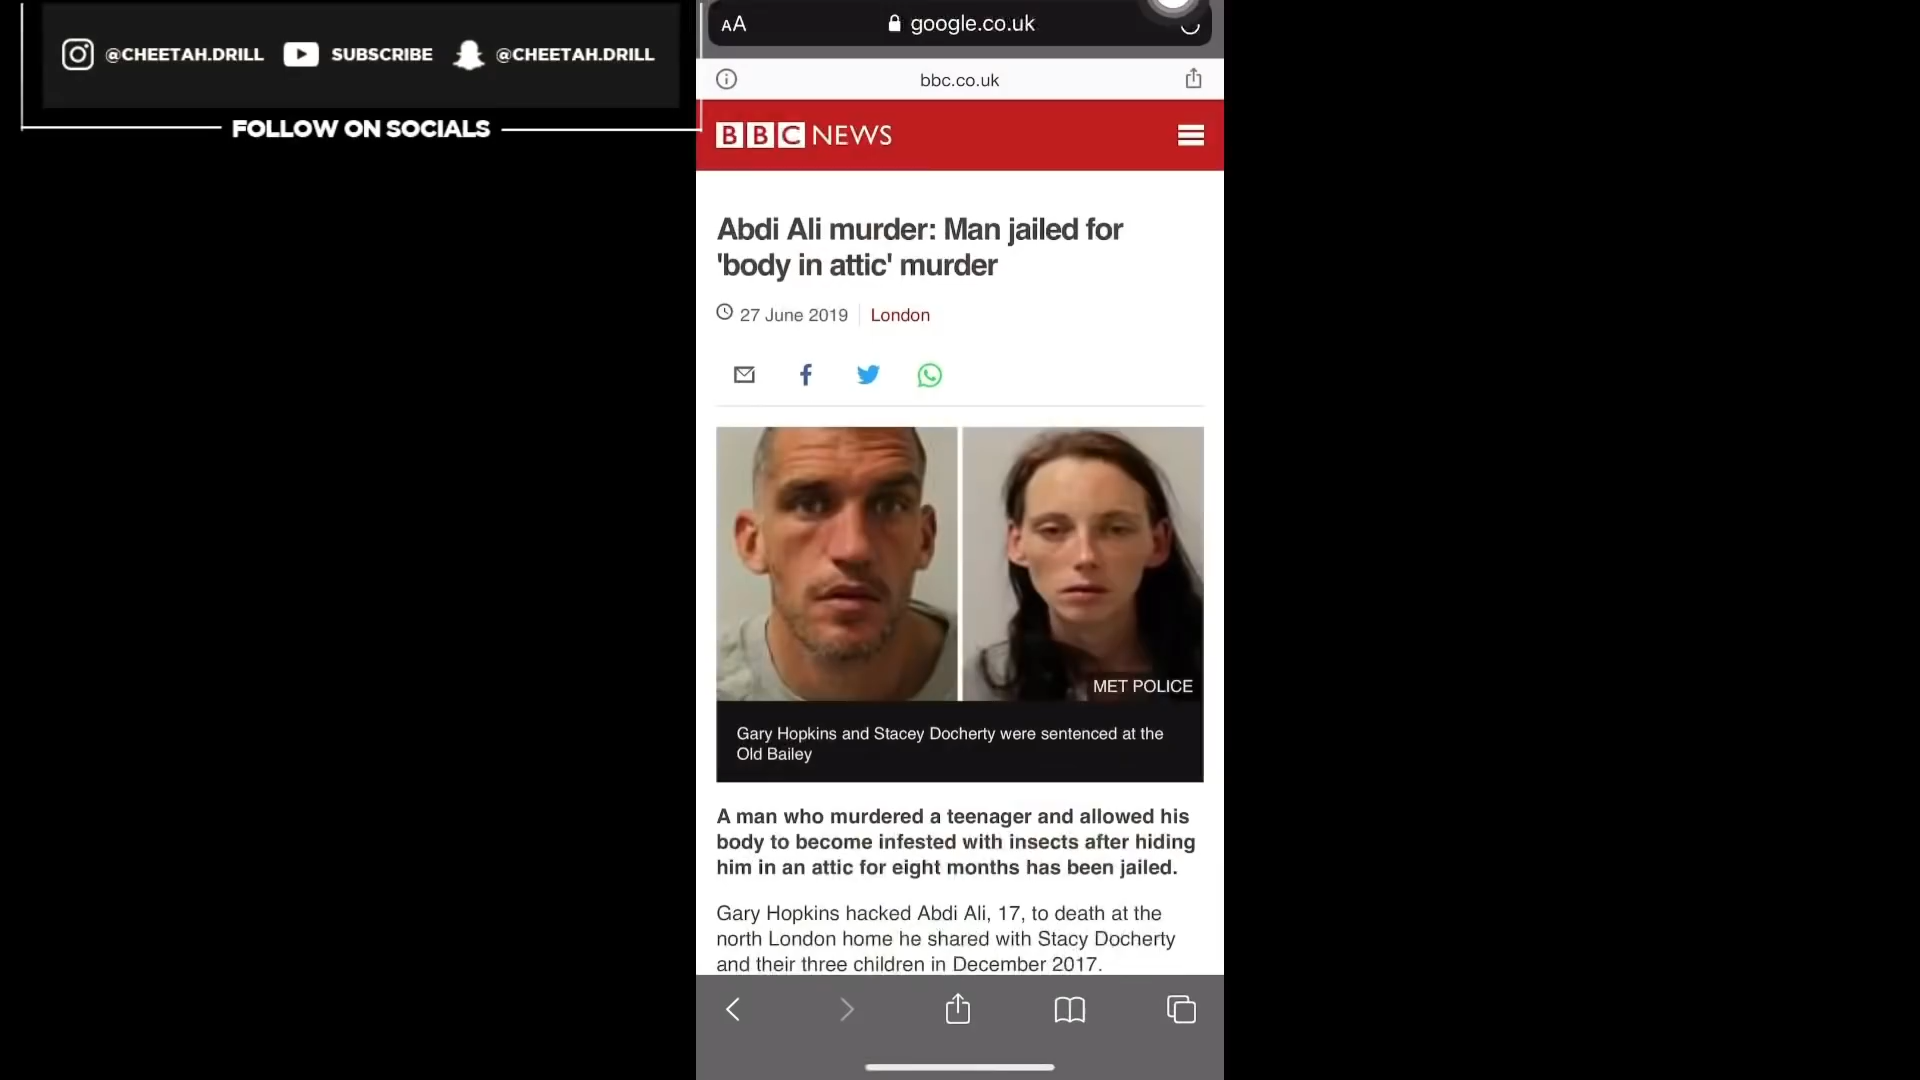 @CHEETAH.DRILL SUBSCRIBE @CHEETAH.DRILL
FOLLOW ON SOCIALS
AA google.co.uk
bbc.co.uk
BBC NEWS
Abdi Ali murder: Man jailed for
'body in attic' murder
27 June 2019 London
MET POLICE
Gary Hopkins and Stacey Docherty were sentenced at the
Old Bailey
A man who murdered a teenager and allowed his
body to become infested with insects after hiding
him in an attic for eight months has been jailed.
Gary Hopkins hacked Abdi Ali, 17, to death at the
north London home he shared with Stacy Docherty
and their three children in December 2017.